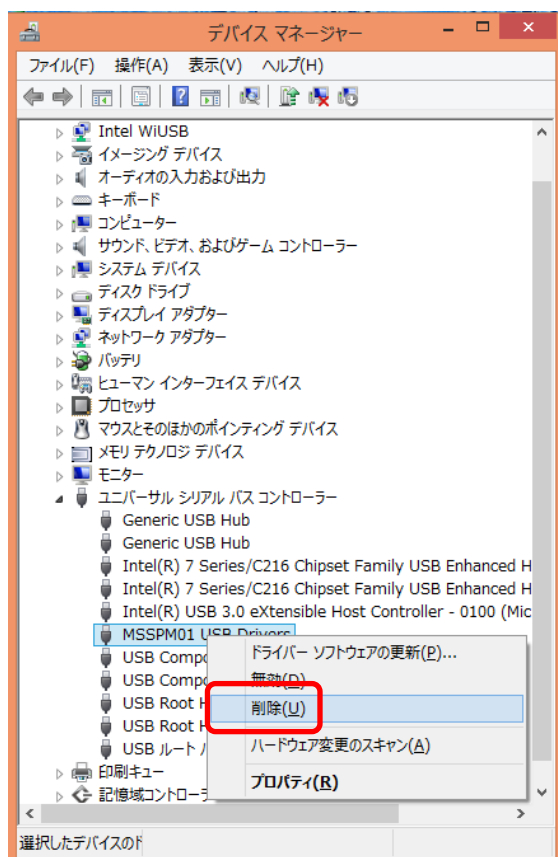 デバイス マネージャー
ファイル(F) 操作(A) 表示(V) ヘルプ(H)
Intel WiUSB
イメージング デバイス
オーディオの入力および出力
キーボード
コンピューター
サウンド、ビデオ、およびゲーム コントローラー
システム デバイス
ディスク ドライブ
ディスプレイ アダプター
ネットワーク アダプター
バッテリ
ヒューマン インターフェイス デバイス
プロセッサ
マウスとそのほかのポインティング デバイス
メモリ テクノロジ デバイス
モニター
ユニバーサル シリアル バス コントローラー
Generic USB Hub
Generic USB Hub
Intel(R) 7 Series/C216 Chipset Family USB Enhanced H
Intel(R) 7 Series/C216 Chipset Family USB Enhanced H
Intel(R) USB 3.0 eXtensible Host Controller - 0100 (Mic
MSSPM01 USB Drivers
ドライバー ソフトウェアの更新(P)...
USB Compo
無効(D)
USB Compo
削除(U)
USB Root H
USB Root H
ハードウェア変更のスキャン(A)
USB ルート ハ
プロパティ(R)
印刷キュー
記憶域コントローラ
選択したデバイスのド